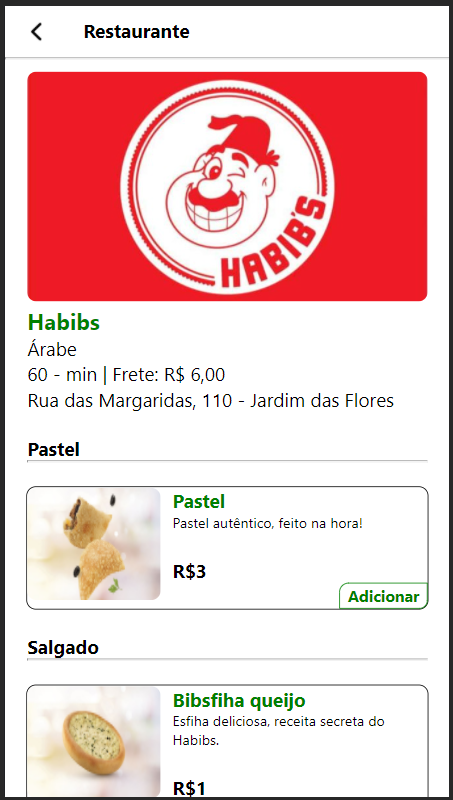 Restaurante
HABIB'S
Habibs
Árabe
60 - min | Frete: R$ 6,00
Rua das Margaridas, 110 - Jardim das Flores
Pastel
Pastel
Pastel autêntico, feito na hora!
R$3
Adicionar
Salgado
Bibsfiha queijo
Esfiha deliciosa, receita secreta do
Habibs.
R$1